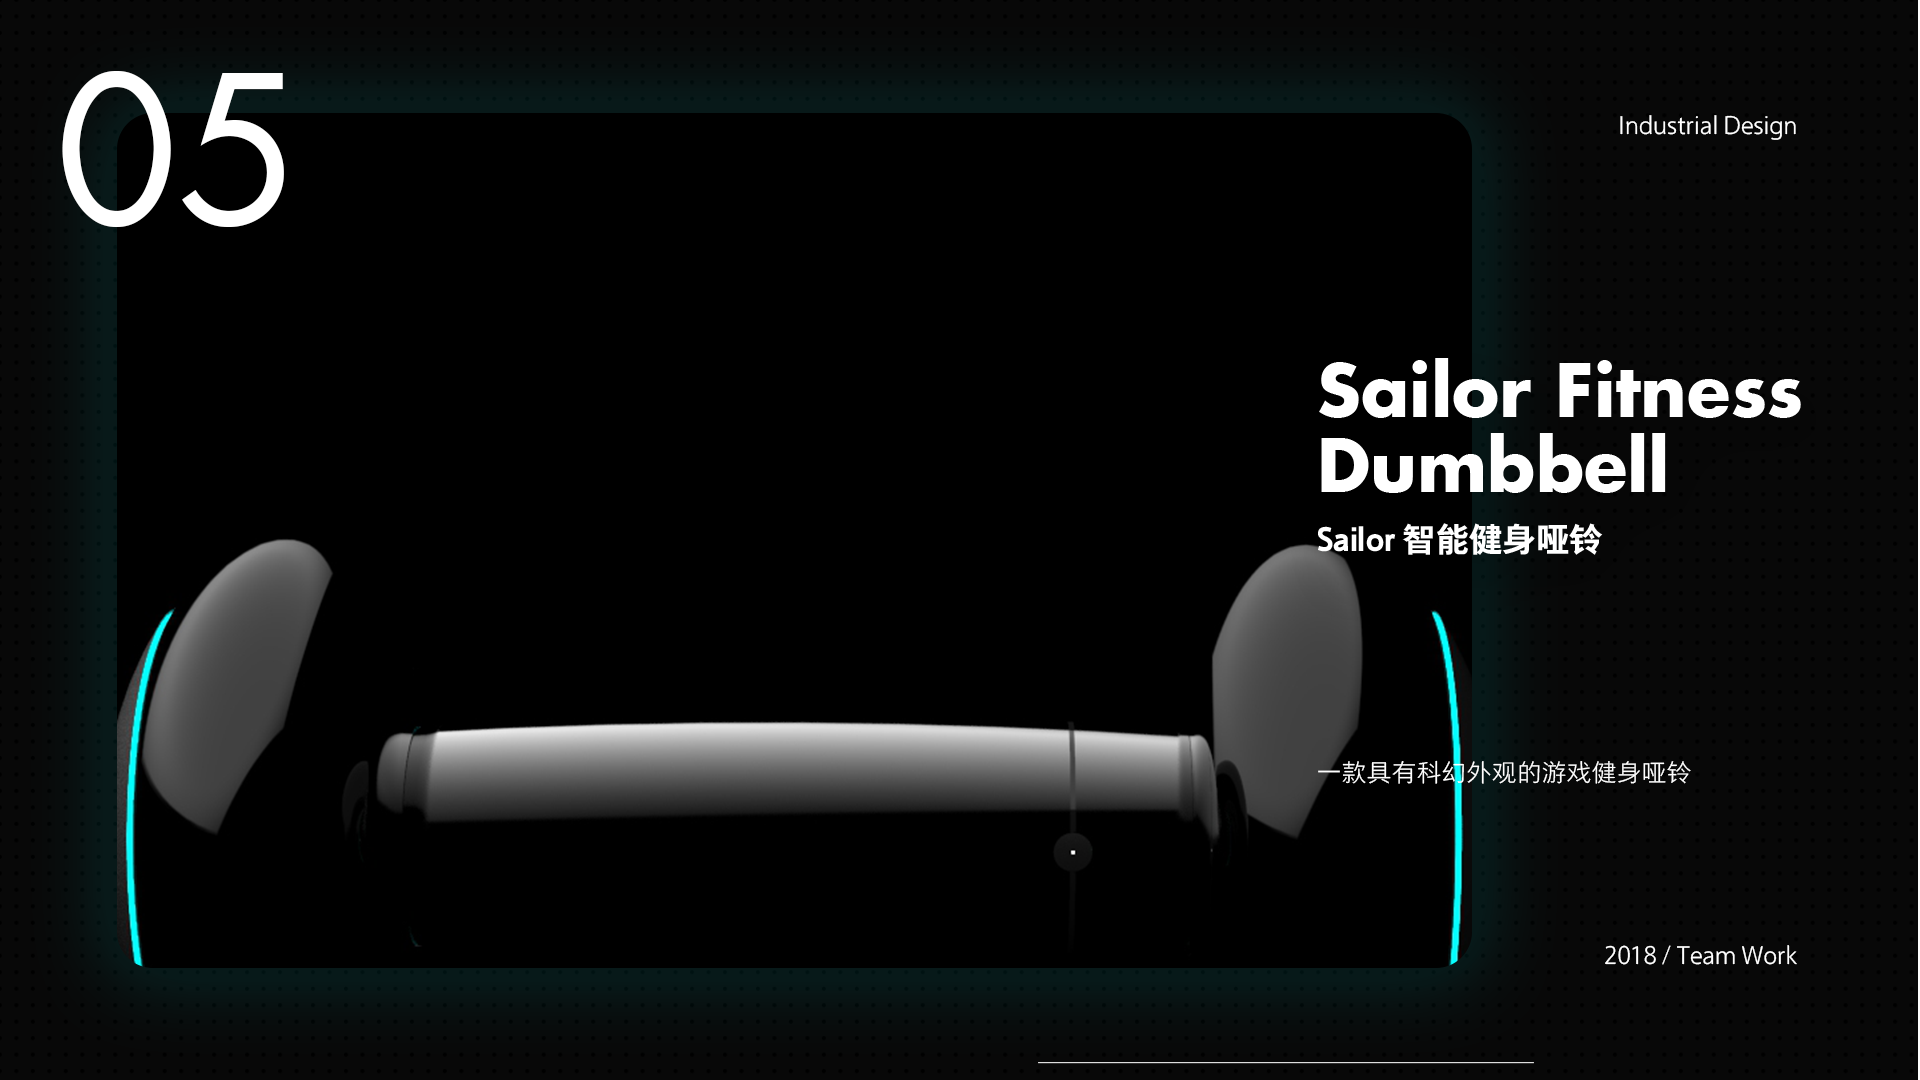 05
Industrial Design
Sailor Fitness
Dumbbell
Sailor 智能健身哑铃
一款具有科幻外观的游戏健身哑铃
2018 / Team Work